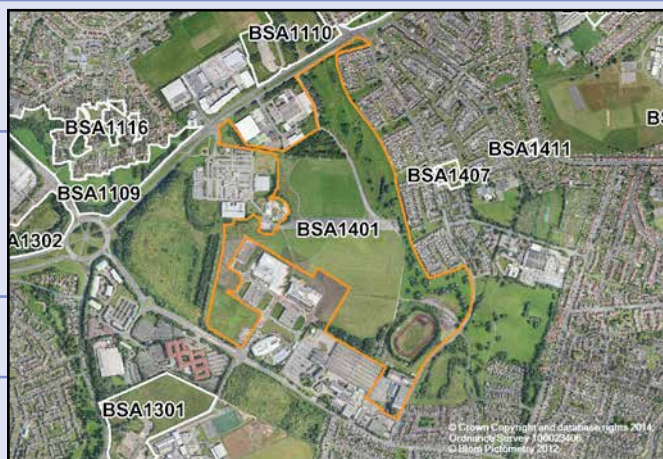 BSA1110
BSA1116
BSA1109
A1302
BSA1407
BSA1411
BS
BSA1401
BSA1301
© Crown Copyright and database rights 2014,
Ordnance Survey 100023406.
© Blom Pictometry 2012